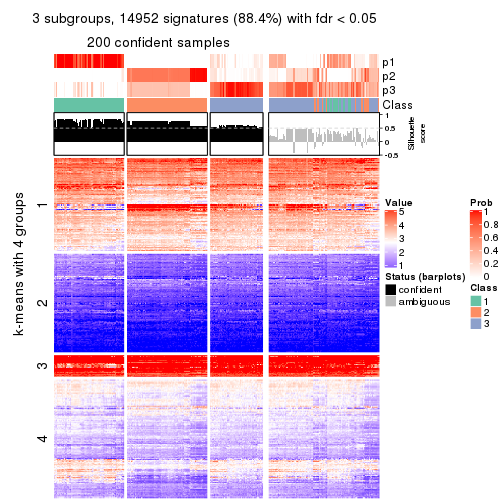 3 subgroups, 14952 signatures (88.4%) with fdr < 0.05
200 confident samples
p1
p2
p3
Class
1
0.5
0
-0.5
Silhouette
score
k-means with 4 groups
1
2
3
4
Value
5
4
3
2
1
Status (barplots)
confident
ambiguous
Prob
1
0.8
0.6
0.4
0.2
0
Class
1
2
3